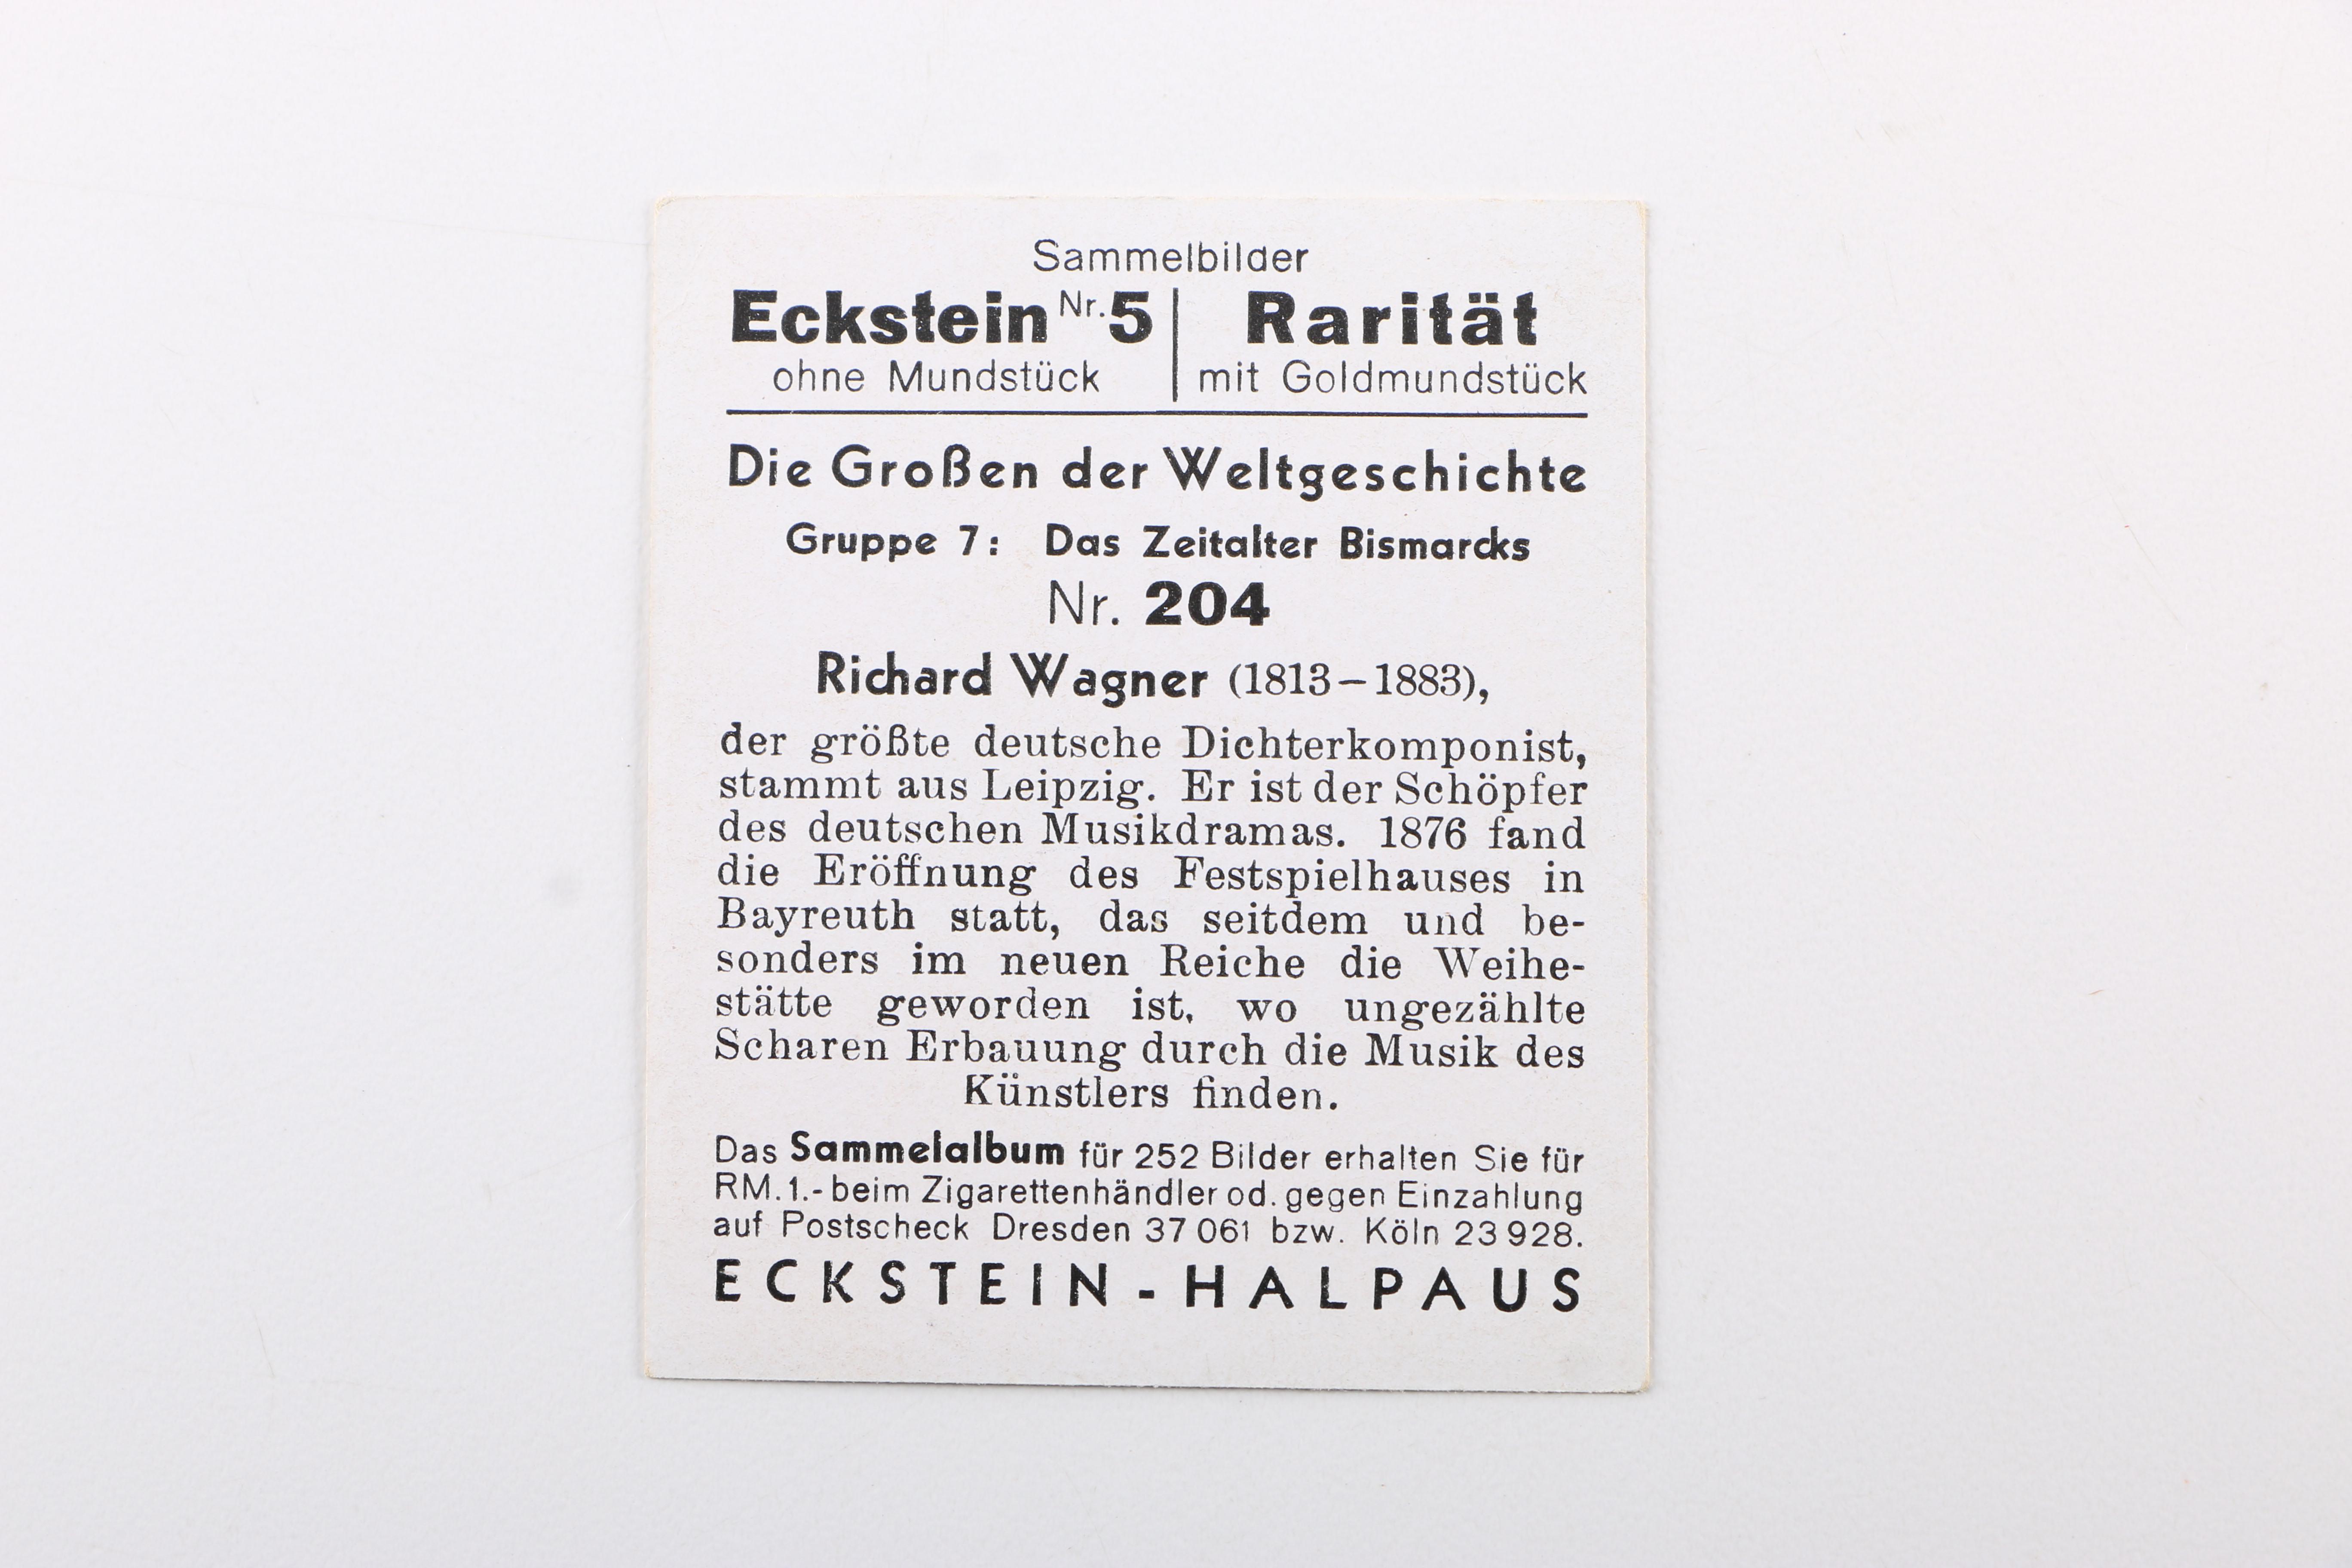 Sammelbilder
Eckstein Nr. 5 | Rarität
ohne Mundstück | mit Goldmundstück
Die Großen der Weltgeschichte
Gruppe 7: Das Zeitalter Bismarcks
Nr. 204
Richard Wagner (1813–1883),
der größte deutsche Dichterkomponist,
stammt aus Leipzig. Er ist der Schöpfer
des deutschen Musikdramas. 1876 fand
die Eröffnung des Festspielhauses in
Bayreuth statt, das seitdem und be-
sonders im neuen Reiche die Weihe-
stätte geworden ist, wo ungezählte
Scharen Erbauung durch die Musik des
Künstlers finden.
Das Sammelalbum für 252 Bilder erhalten Sie für
RM.1.- beim Zigarettenhändler od. gegen Einzahlung
auf Postscheck Dresden 37 061 bzw. Köln 23 928.
ECKSTEIN-HALPAUS